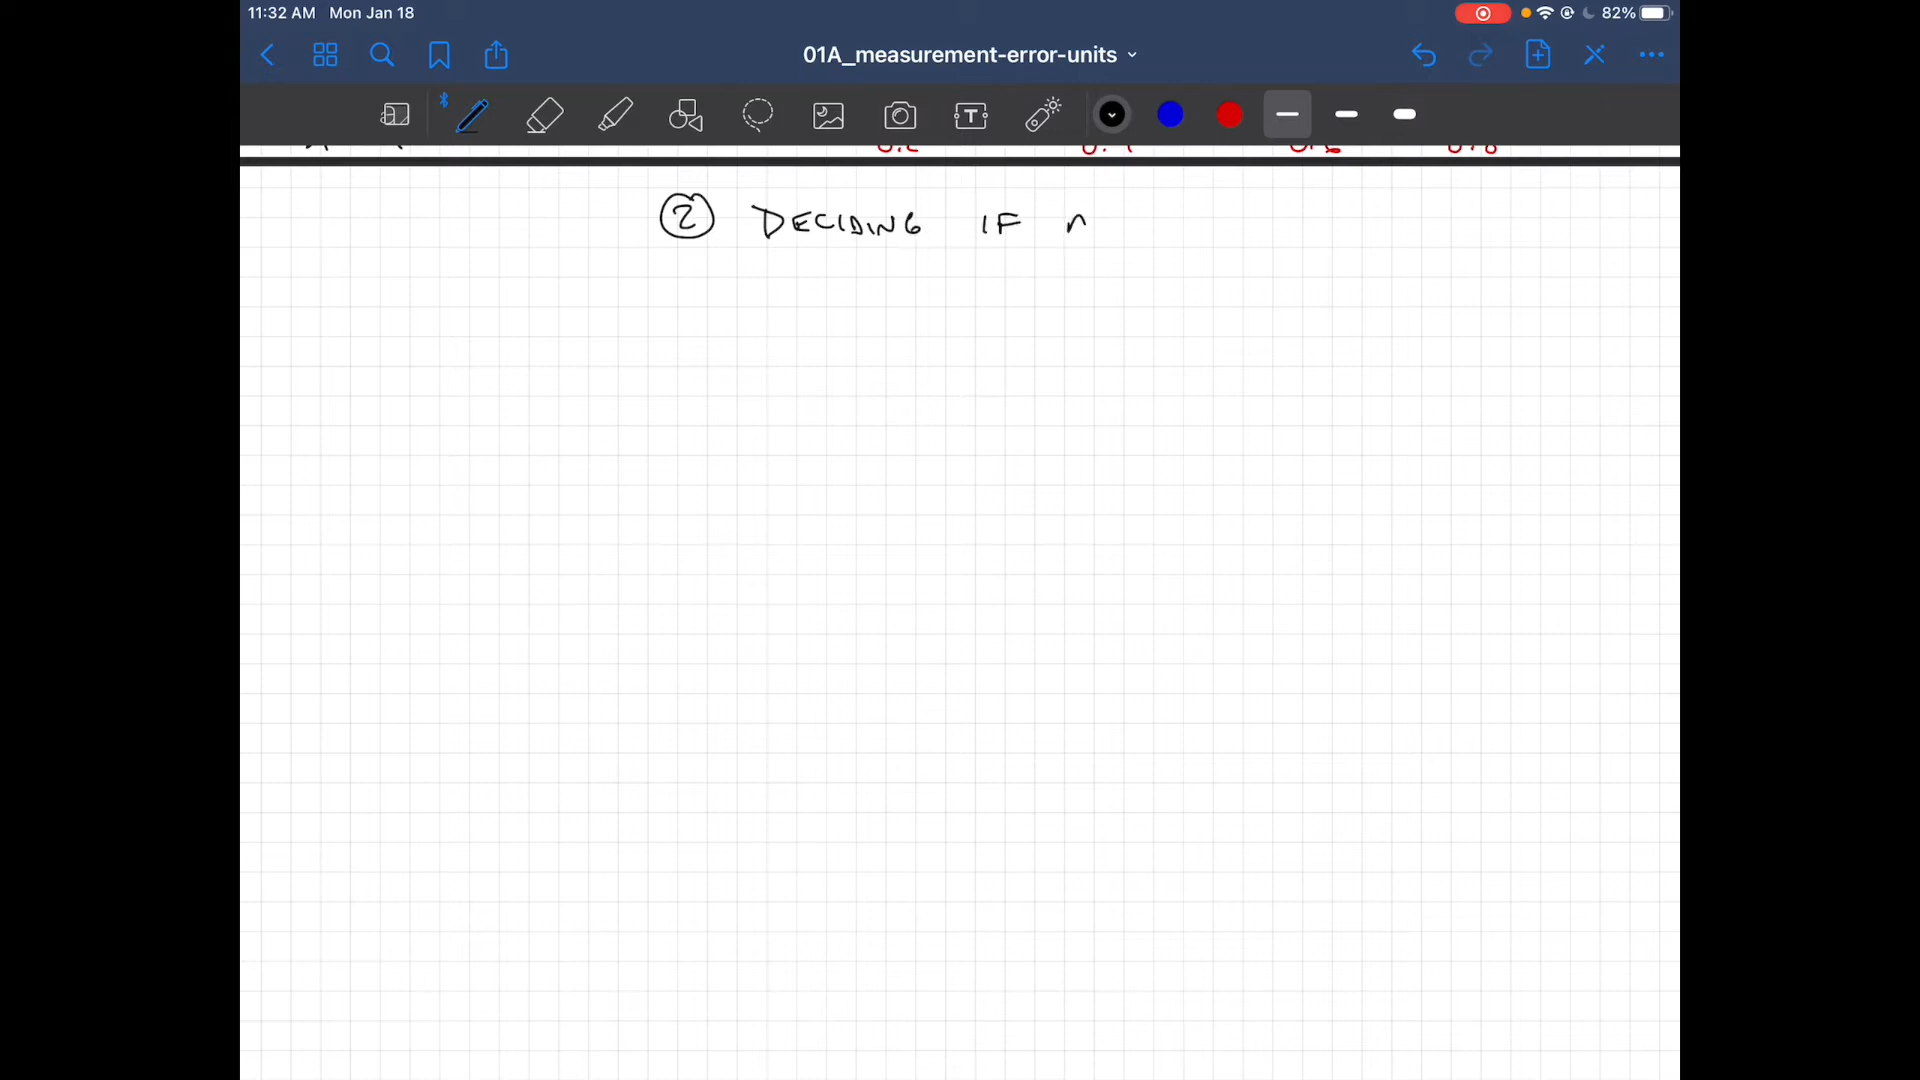 11:32 AM Mon Jan 18
82%
01A_measurement-error-units
T
② DECIDING IF